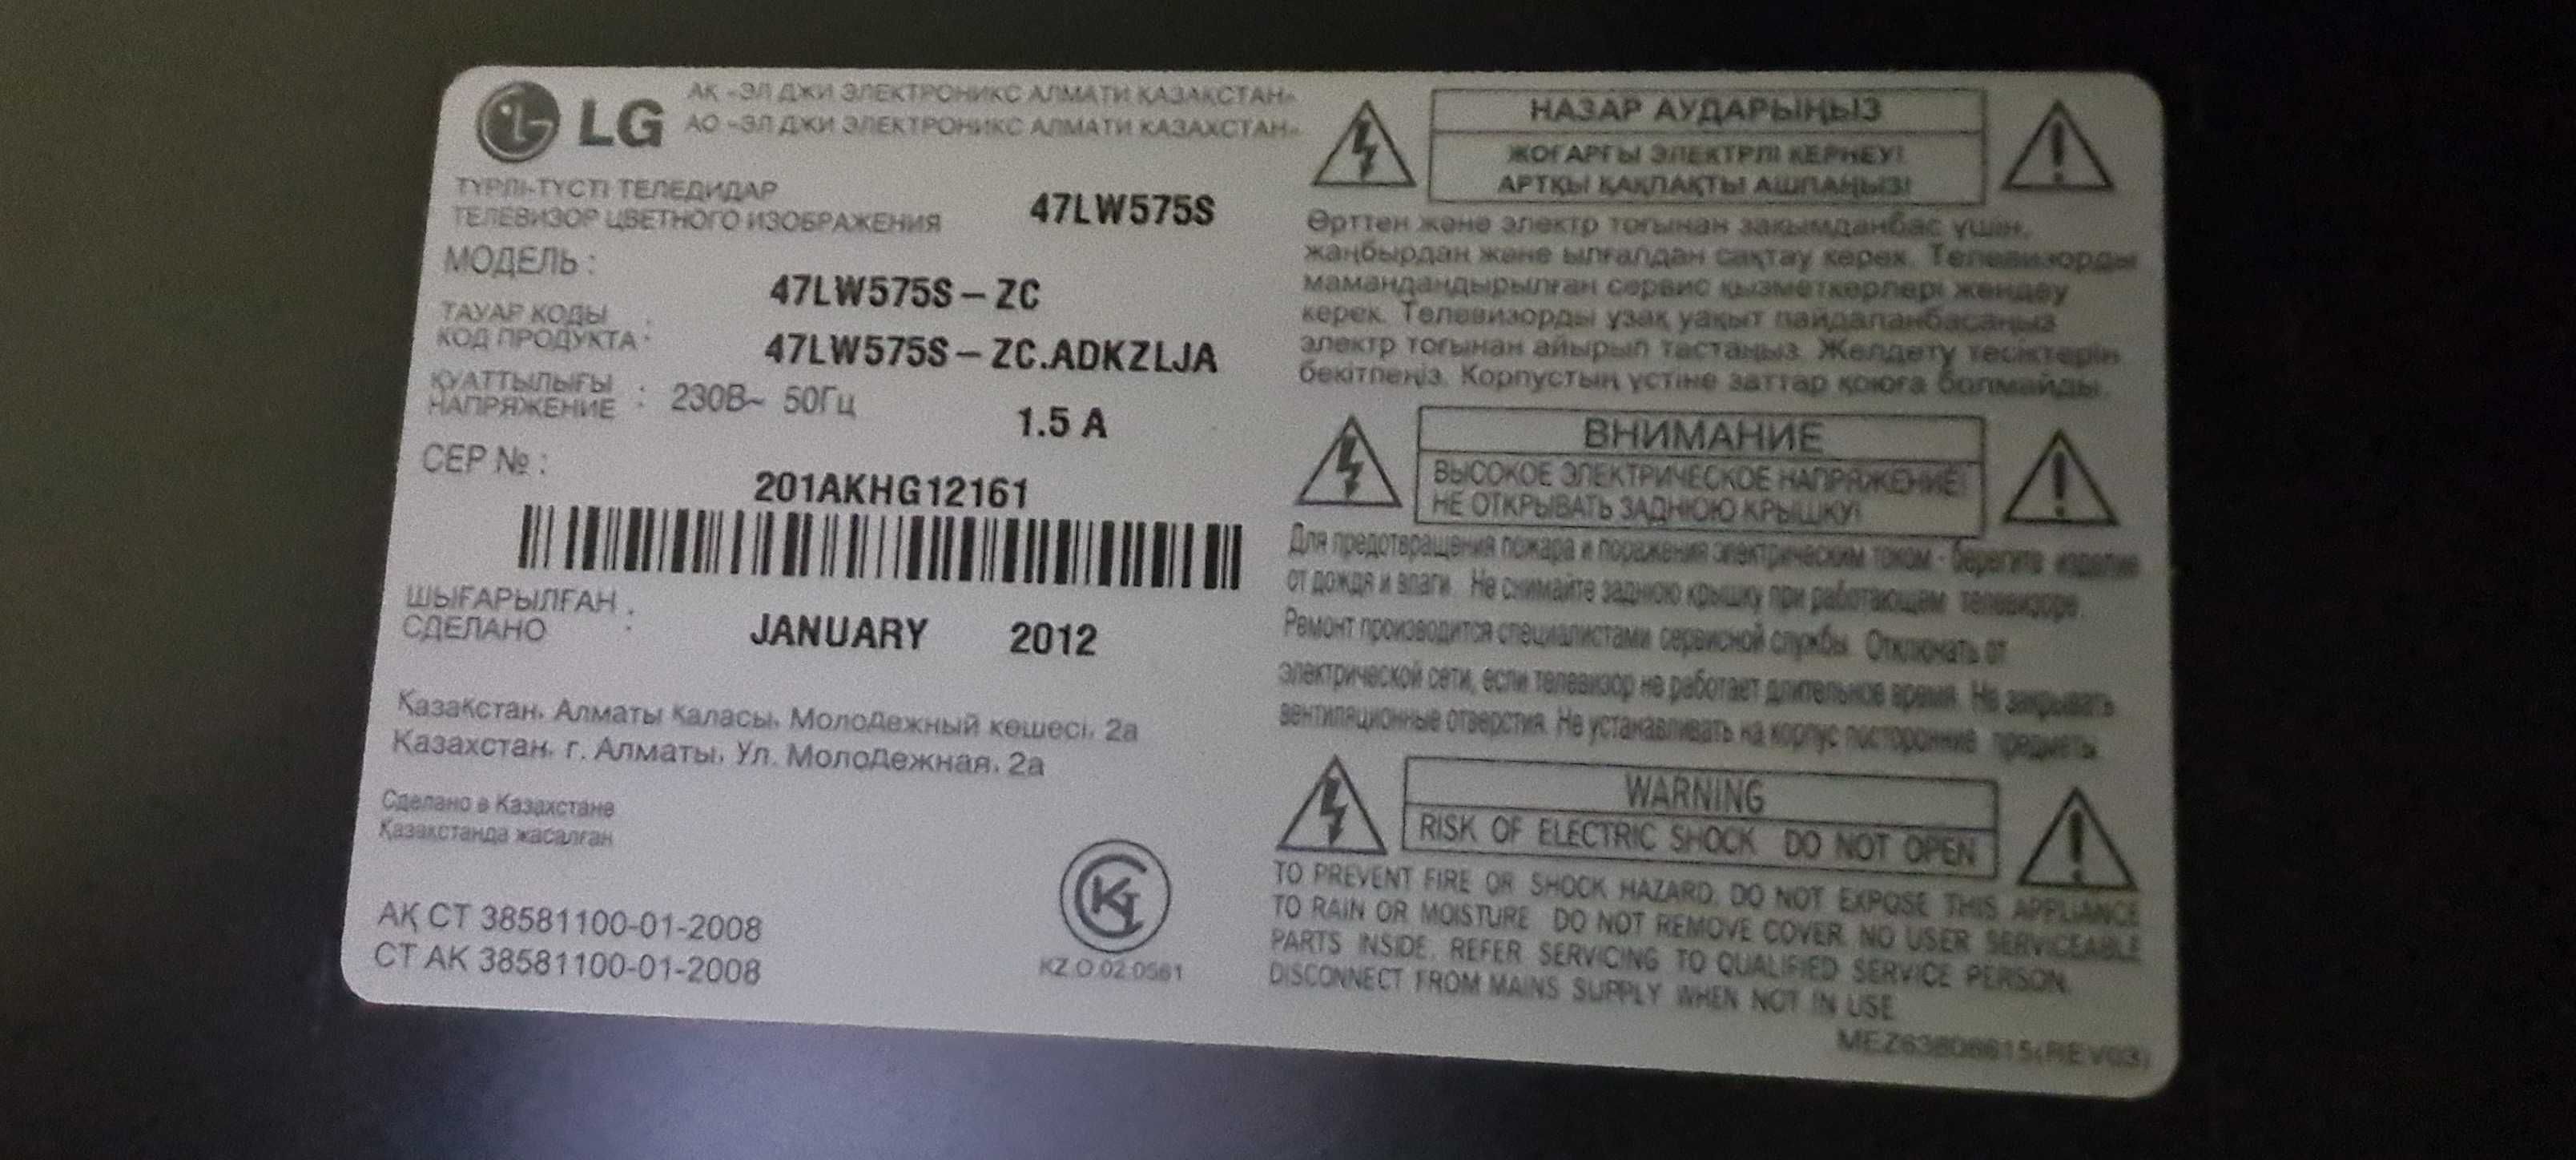 LG
АҚ «ЭЛ ДЖИ ЭЛЕКТРОНИКС АЛМАТИ ҚАЗАҚСТАН»
АО «ЭЛ ДЖИ ЭЛЕКТРОНИКС АЛМАТИ КАЗАХСТАН»
ТҮРЛІ-ТҮСТІ ТЕЛЕДИДАР
ТЕЛЕВИЗОР ЦВЕТНОГО ИЗОБРАЖЕНИЯ
47LW575S
МОДЕЛЬ :
47LW575S – ZC
ТАУАР КОДЫ
КОД ПРОДУКТА :
47LW575S – ZC.ADKZLJA
ҚУАТТЫЛЫҒЫ
НАПРЯЖЕНИЕ : 230В~ 50Гц
1.5 A
СЕР № :
201AKHG12161
ШЫҒАРЫЛҒАН
СДЕЛАНО :
JANUARY 2012
Қазақстан, Алматы Қаласы, Молодежный көшесі, 2а
Казахстан, г. Алматы, Ул. Молодежная, 2а
Сделано в Казахстане
Қазақстанда жасалған
АҚ СТ 38581100-01-2008
СТ АК 38581100-01-2008
KZ.O.02.0561
НАЗАР АУДАРЫҢЫЗ
ЖОҒАРҒЫ ЭЛЕКТРЛІ КЕРНЕУ!
АРТҚЫ ҚАҚПАҚТЫ АШПАҢЫЗ!
Өрттен және электр тоғынан зақымданбас үшін,
жаңбырдан және ылғалдан сақтау керек. Телевизорды
мамандандырылған сервис қызметкерлері жөндеу
керек. Телевизорды ұзақ уақыт пайдаланбасаңыз
электр тоғынан айырып тастаңыз. Желдету тесіктерін
бекітпеңіз. Корпустың үстіне заттар қоюға болмайды.
ВНИМАНИЕ
ВЫСОКОЕ ЭЛЕКТРИЧЕСКОЕ НАПРЯЖЕНИЕ!
НЕ ОТКРЫВАТЬ ЗАДНЮЮ КРЫШКУ!
Для предотвращения пожара и поражения электрическим током - берегите изделие
от дождя и влаги. Не снимайте заднюю крышку при работающем телевизоре.
Ремонт производится специалистами сервисной службы. Отключать от
электрической сети, если телевизор не работает длительное время. Не закрывать
вентиляционные отверстия. Не устанавливать на корпус посторонние предметы.
WARNING
RISK OF ELECTRIC SHOCK DO NOT OPEN
TO PREVENT FIRE OR SHOCK HAZARD, DO NOT EXPOSE THIS APPLIANCE
TO RAIN OR MOISTURE DO NOT REMOVE COVER. NO USER SERVICEABLE
PARTS INSIDE. REFER SERVICING TO QUALIFIED SERVICE PERSON.
DISCONNECT FROM MAINS SUPPLY WHEN NOT IN USE